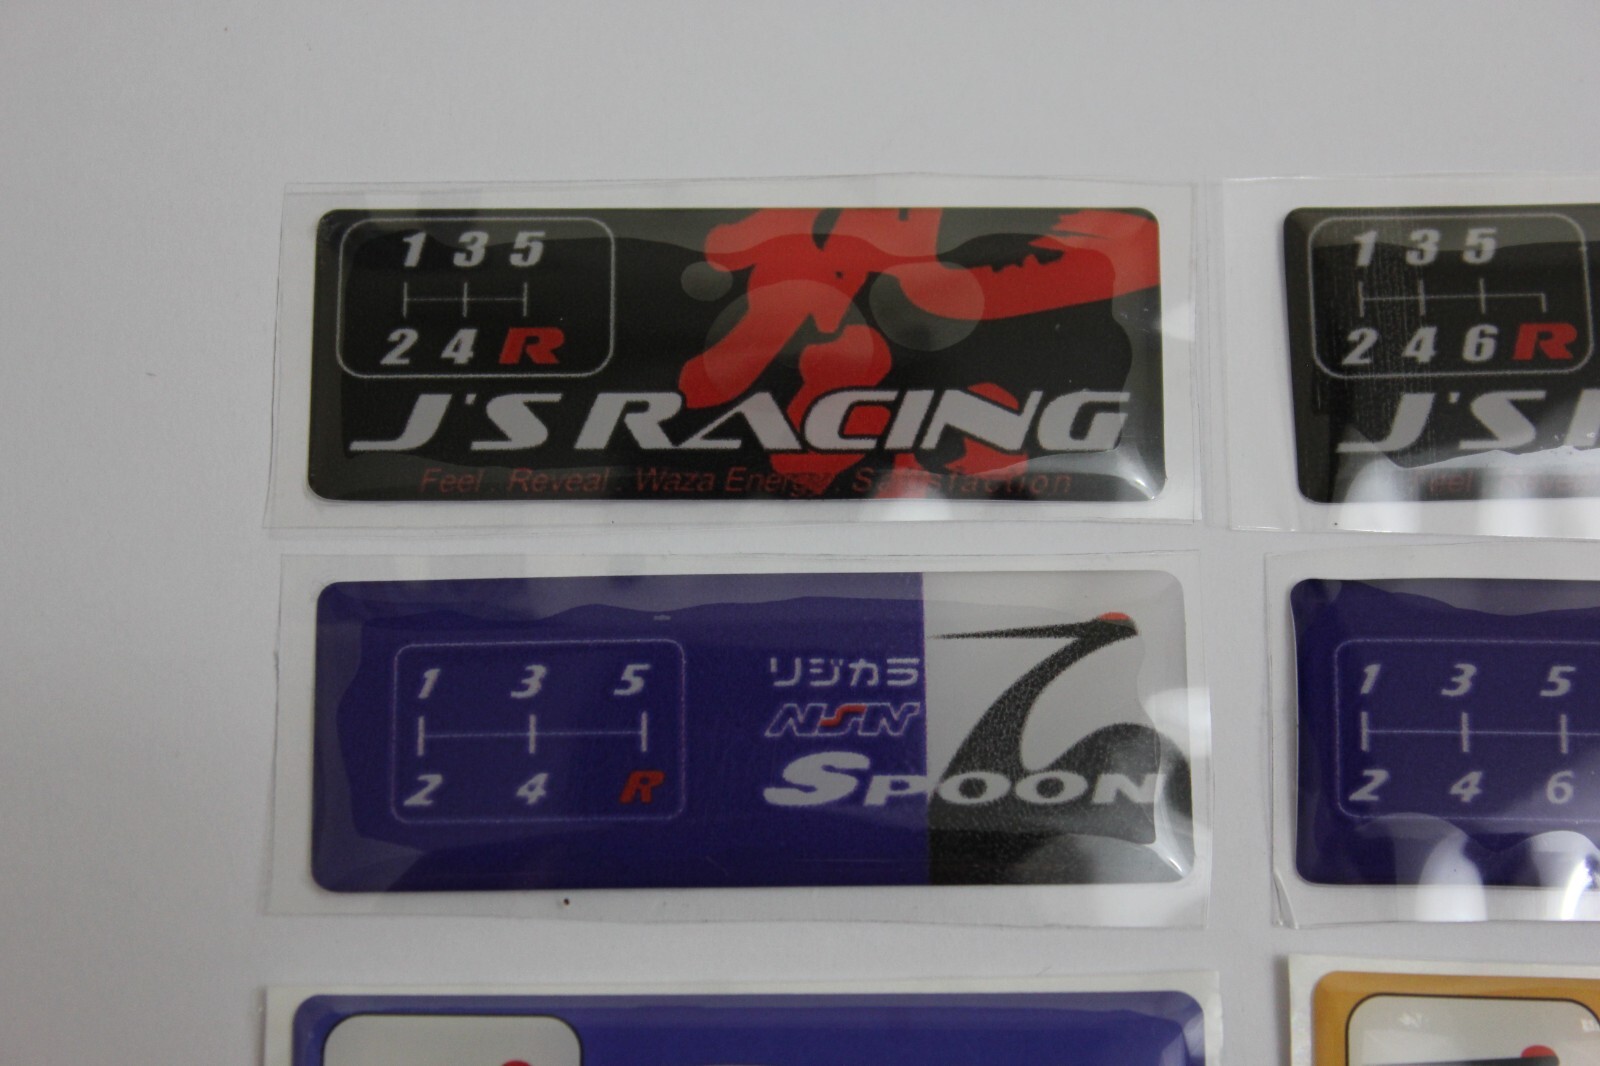 1 3 5
2 4 R
J'S RACING
Feel . Reveal . Waza Energy . Satisfaction
1 3 5
2 4 6 R
J'S
1 3 5
2 4 R
リジカラ
NSN
SPOON
1 3 5
2 4 6